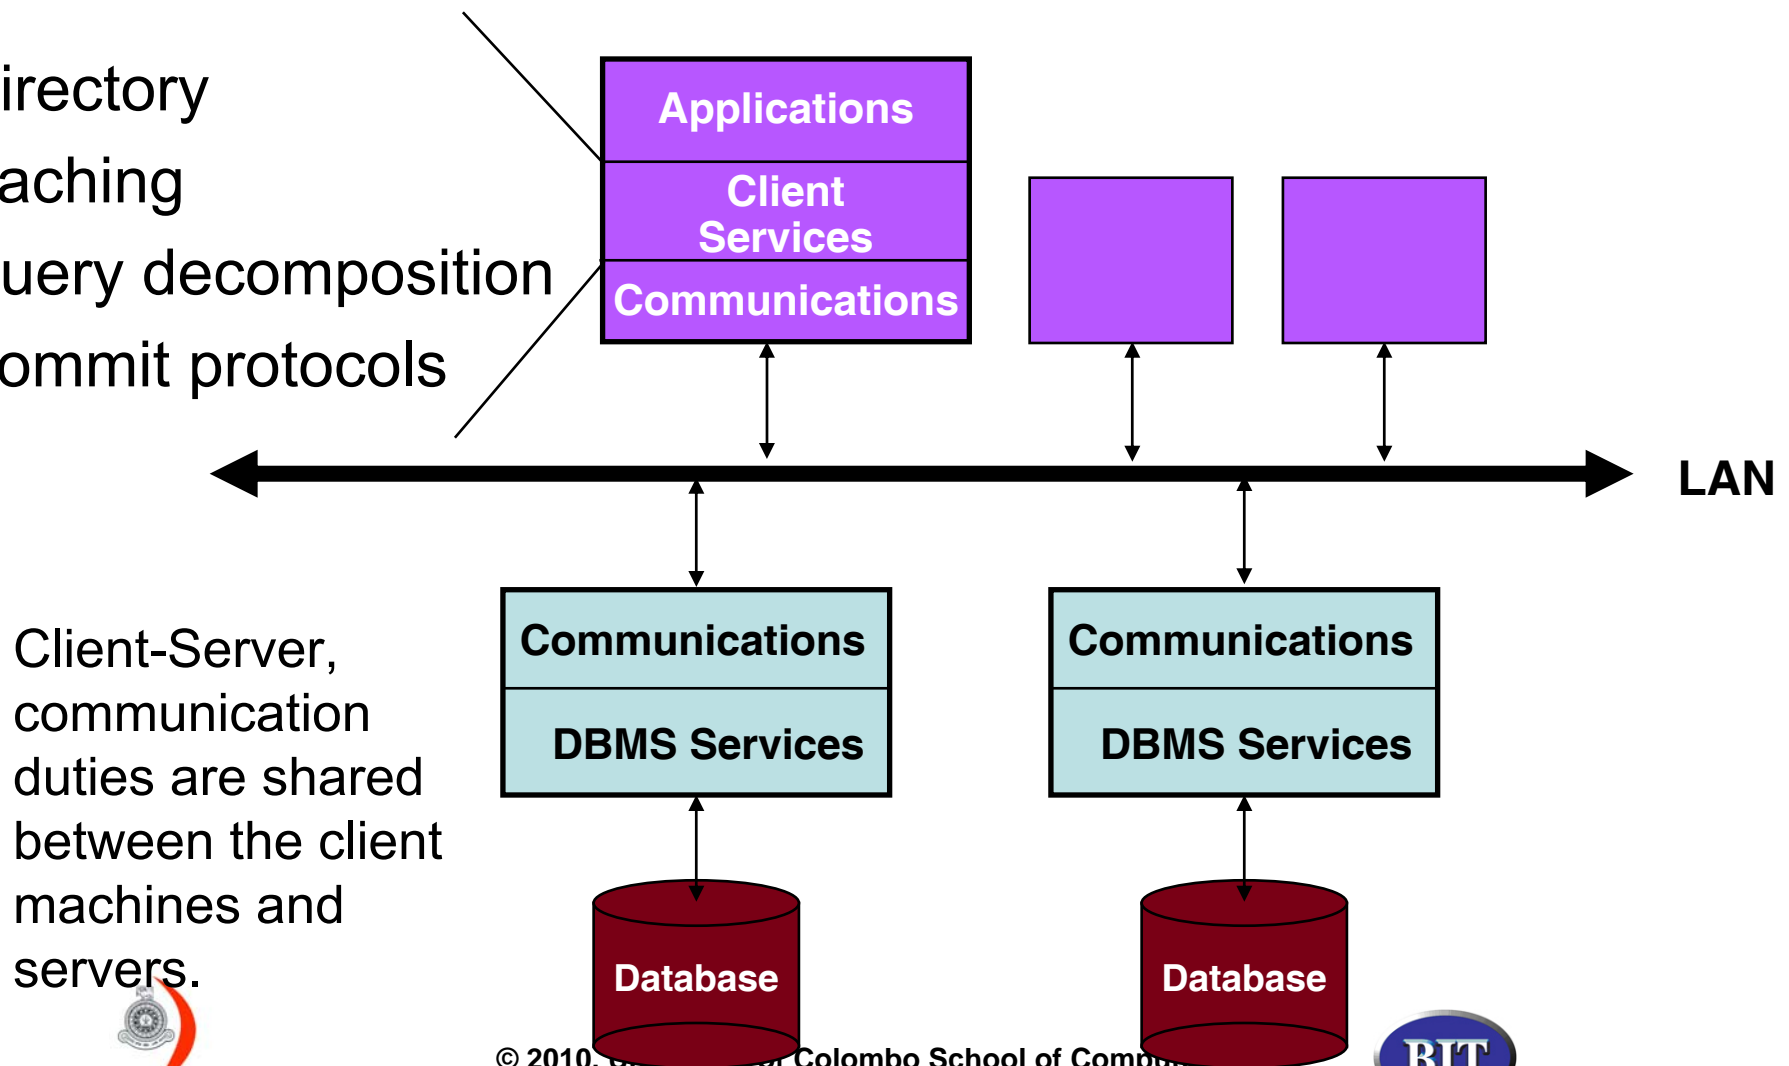 irectory
aching
uery decomposition
ommit protocols
Applications
Client
Services
Communications
LAN
Client-Server,
communication
duties are shared
between the client
machines and
servers.
Communications
DBMS Services
Communications
DBMS Services
Database
Database
© 2010, Colombo School of
BIT